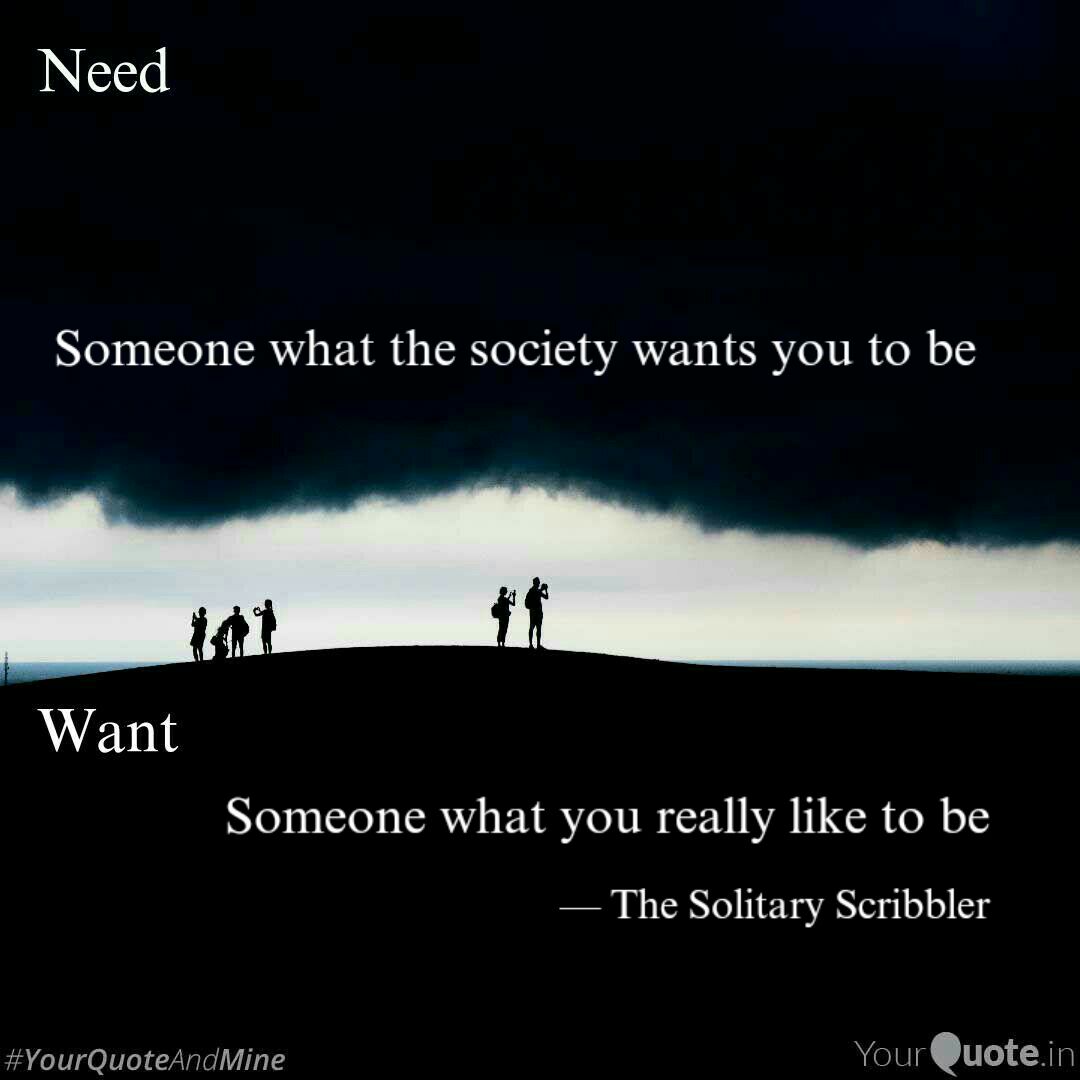 Need
Someone what the society wants you to be
Want
Someone what you really like to be
— The Solitary Scribbler
#YourQuoteAndMine
YourQuote.in